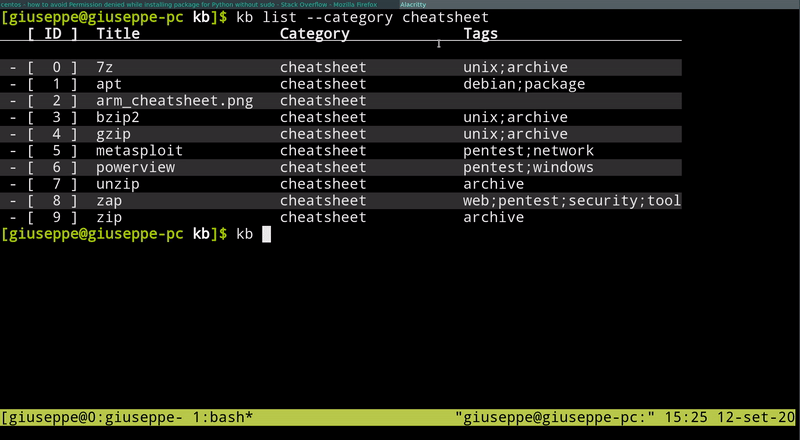 centos - how to avoid Permission denied while installing package for Python without sudo - Stack Overflow - Mozilla Firefox Alacritty
[giuseppe@giuseppe-pc kb]$ kb list --category cheatsheet
[ ID ] Title Category Tags
- [ 0 ] 7z cheatsheet unix;archive
- [ 1 ] apt cheatsheet debian;package
- [ 2 ] arm_cheatsheet.png cheatsheet
- [ 3 ] bzip2 cheatsheet unix;archive
- [ 4 ] gzip cheatsheet unix;archive
- [ 5 ] metasploit cheatsheet pentest;network
- [ 6 ] powerview cheatsheet pentest;windows
- [ 7 ] unzip cheatsheet archive
- [ 8 ] zap cheatsheet web;pentest;security;tool
- [ 9 ] zip cheatsheet archive
[giuseppe@giuseppe-pc kb]$ kb
[giuseppe@0:giuseppe- 1:bash* "giuseppe@giuseppe-pc:" 15:25 12-set-20